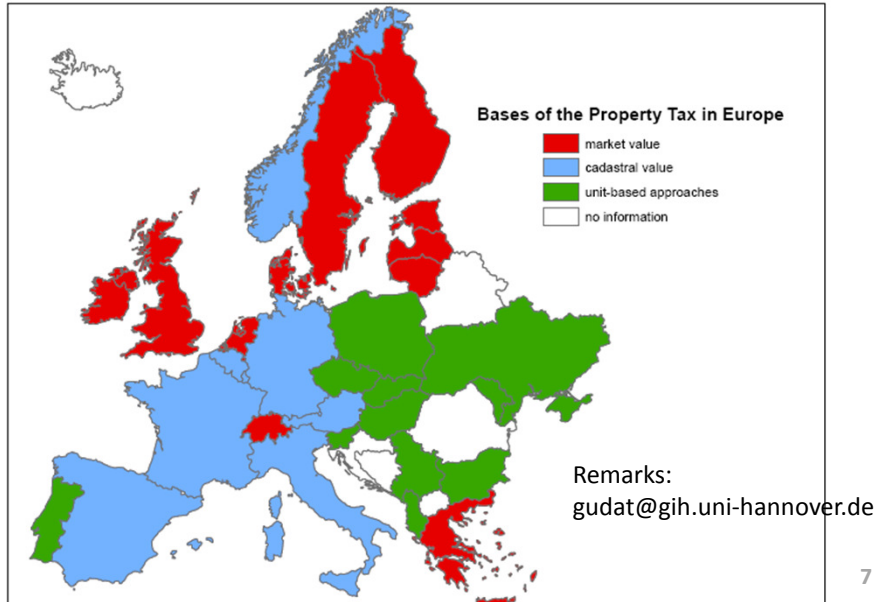 Bases of the Property Tax in Europe
market value
cadastral value
unit-based approaches
no information
Remarks:
gudat@gih.uni-hannover.de
7